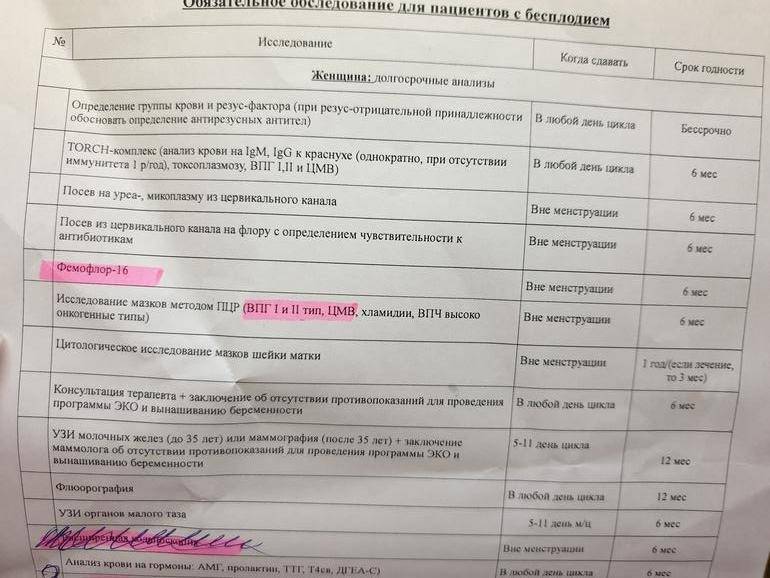 Обязательное обследование для пациентов с бесплодием
№ Исследование Когда сдавать Срок годности
Женщина: долгосрочные анализы
Определение группы крови и резус-фактора (при резус-отрицательной принадлежности
обосновать определение антирезусных антител) В любой день цикла Бессрочно
TORCH-комплекс (анализ крови на IgM, IgG к краснухе (однократно, при отсутствии
иммунитета 1 р/год), токсоплазмозу, ВПГ I,II и ЦМВ) В любой день цикла 6 мес
Посев на уреа-, микоплазму из цервикального канала Вне менструации 6 мес
Посев из цервикального канала на флору с определением чувствительности к
антибиотикам Вне менструации 6 мес
Фемофлор-16 Вне менструации 6 мес
Исследование мазков методом ПЦР (ВПГ I и II тип, ЦМВ, хламидии, ВПЧ высоко
онкогенные типы) Вне менструации 6 мес
Цитологическое исследование мазков шейки матки Вне менструации 1 год/(если лечение,
то 3 мес)
Консультация терапевта + заключение об отсутствии противопоказаний для проведения
программы ЭКО и вынашиванию беременности В любой день цикла 6 мес
УЗИ молочных желез (до 35 лет) или маммография (после 35 лет) + заключение
маммолога об отсутствии противопоказаний для проведения программы ЭКО и
вынашиванию беременности 5-11 день цикла 12 мес
Флюорография В любой день цикла 12 мес
УЗИ органов малого таза 5-11 день м/ц 6 мес
Расширенная кольпоскопия Вне менструации 6 мес
Анализ крови на гормоны: АМГ, пролактин, ТТГ, Т4св, ДГЕА-С) В любой день цикла 6 мес